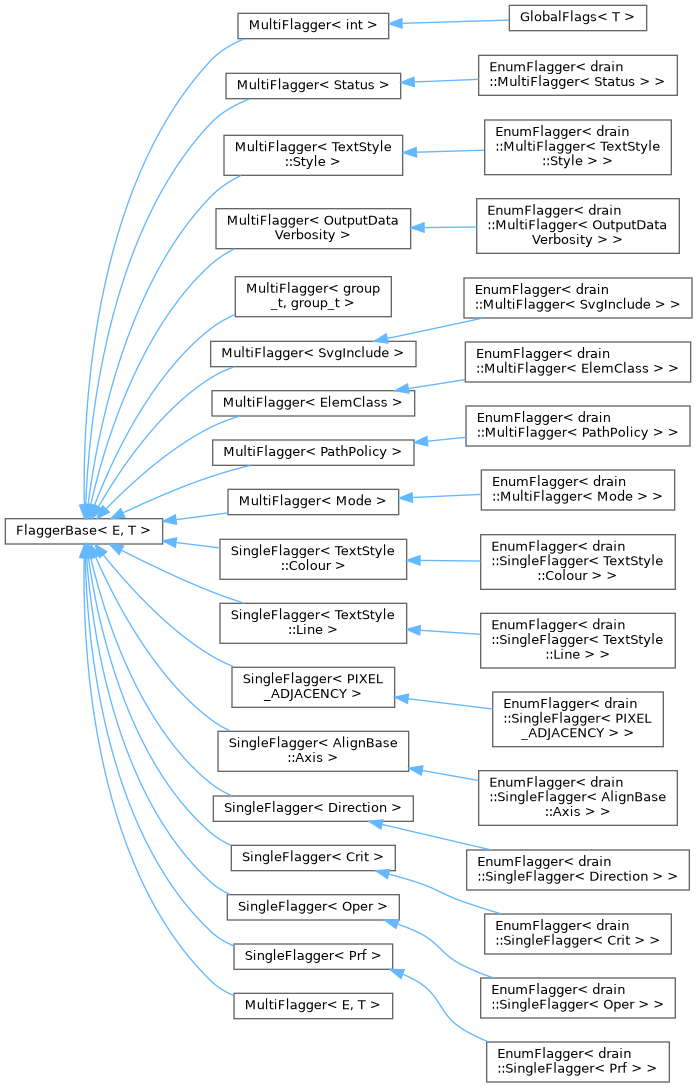 FlaggerBase< E, T >
MultiFlagger< int >
MultiFlagger< Status >
MultiFlagger< TextStyle
::Style >
MultiFlagger< OutputData
Verbosity >
MultiFlagger< group
_t, group_t >
MultiFlagger< SvgInclude >
MultiFlagger< ElemClass >
MultiFlagger< PathPolicy >
MultiFlagger< Mode >
SingleFlagger< TextStyle
::Colour >
SingleFlagger< TextStyle
::Line >
SingleFlagger< PIXEL
_ADJACENCY >
SingleFlagger< AlignBase
::Axis >
SingleFlagger< Direction >
SingleFlagger< Crit >
SingleFlagger< Oper >
SingleFlagger< Prf >
MultiFlagger< E, T >
GlobalFlags< T >
EnumFlagger< drain
::MultiFlagger< Status > >
EnumFlagger< drain
::MultiFlagger< TextStyle
::Style > >
EnumFlagger< drain
::MultiFlagger< OutputData
Verbosity > >
EnumFlagger< drain
::MultiFlagger< SvgInclude > >
EnumFlagger< drain
::MultiFlagger< ElemClass > >
EnumFlagger< drain
::MultiFlagger< PathPolicy > >
EnumFlagger< drain
::MultiFlagger< Mode > >
EnumFlagger< drain
::SingleFlagger< TextStyle
::Colour > >
EnumFlagger< drain
::SingleFlagger< TextStyle
::Line > >
EnumFlagger< drain
::SingleFlagger< PIXEL
_ADJACENCY > >
EnumFlagger< drain
::SingleFlagger< AlignBase
::Axis > >
EnumFlagger< drain
::SingleFlagger< Direction > >
EnumFlagger< drain
::SingleFlagger< Crit > >
EnumFlagger< drain
::SingleFlagger< Oper > >
EnumFlagger< drain
::SingleFlagger< Prf > >